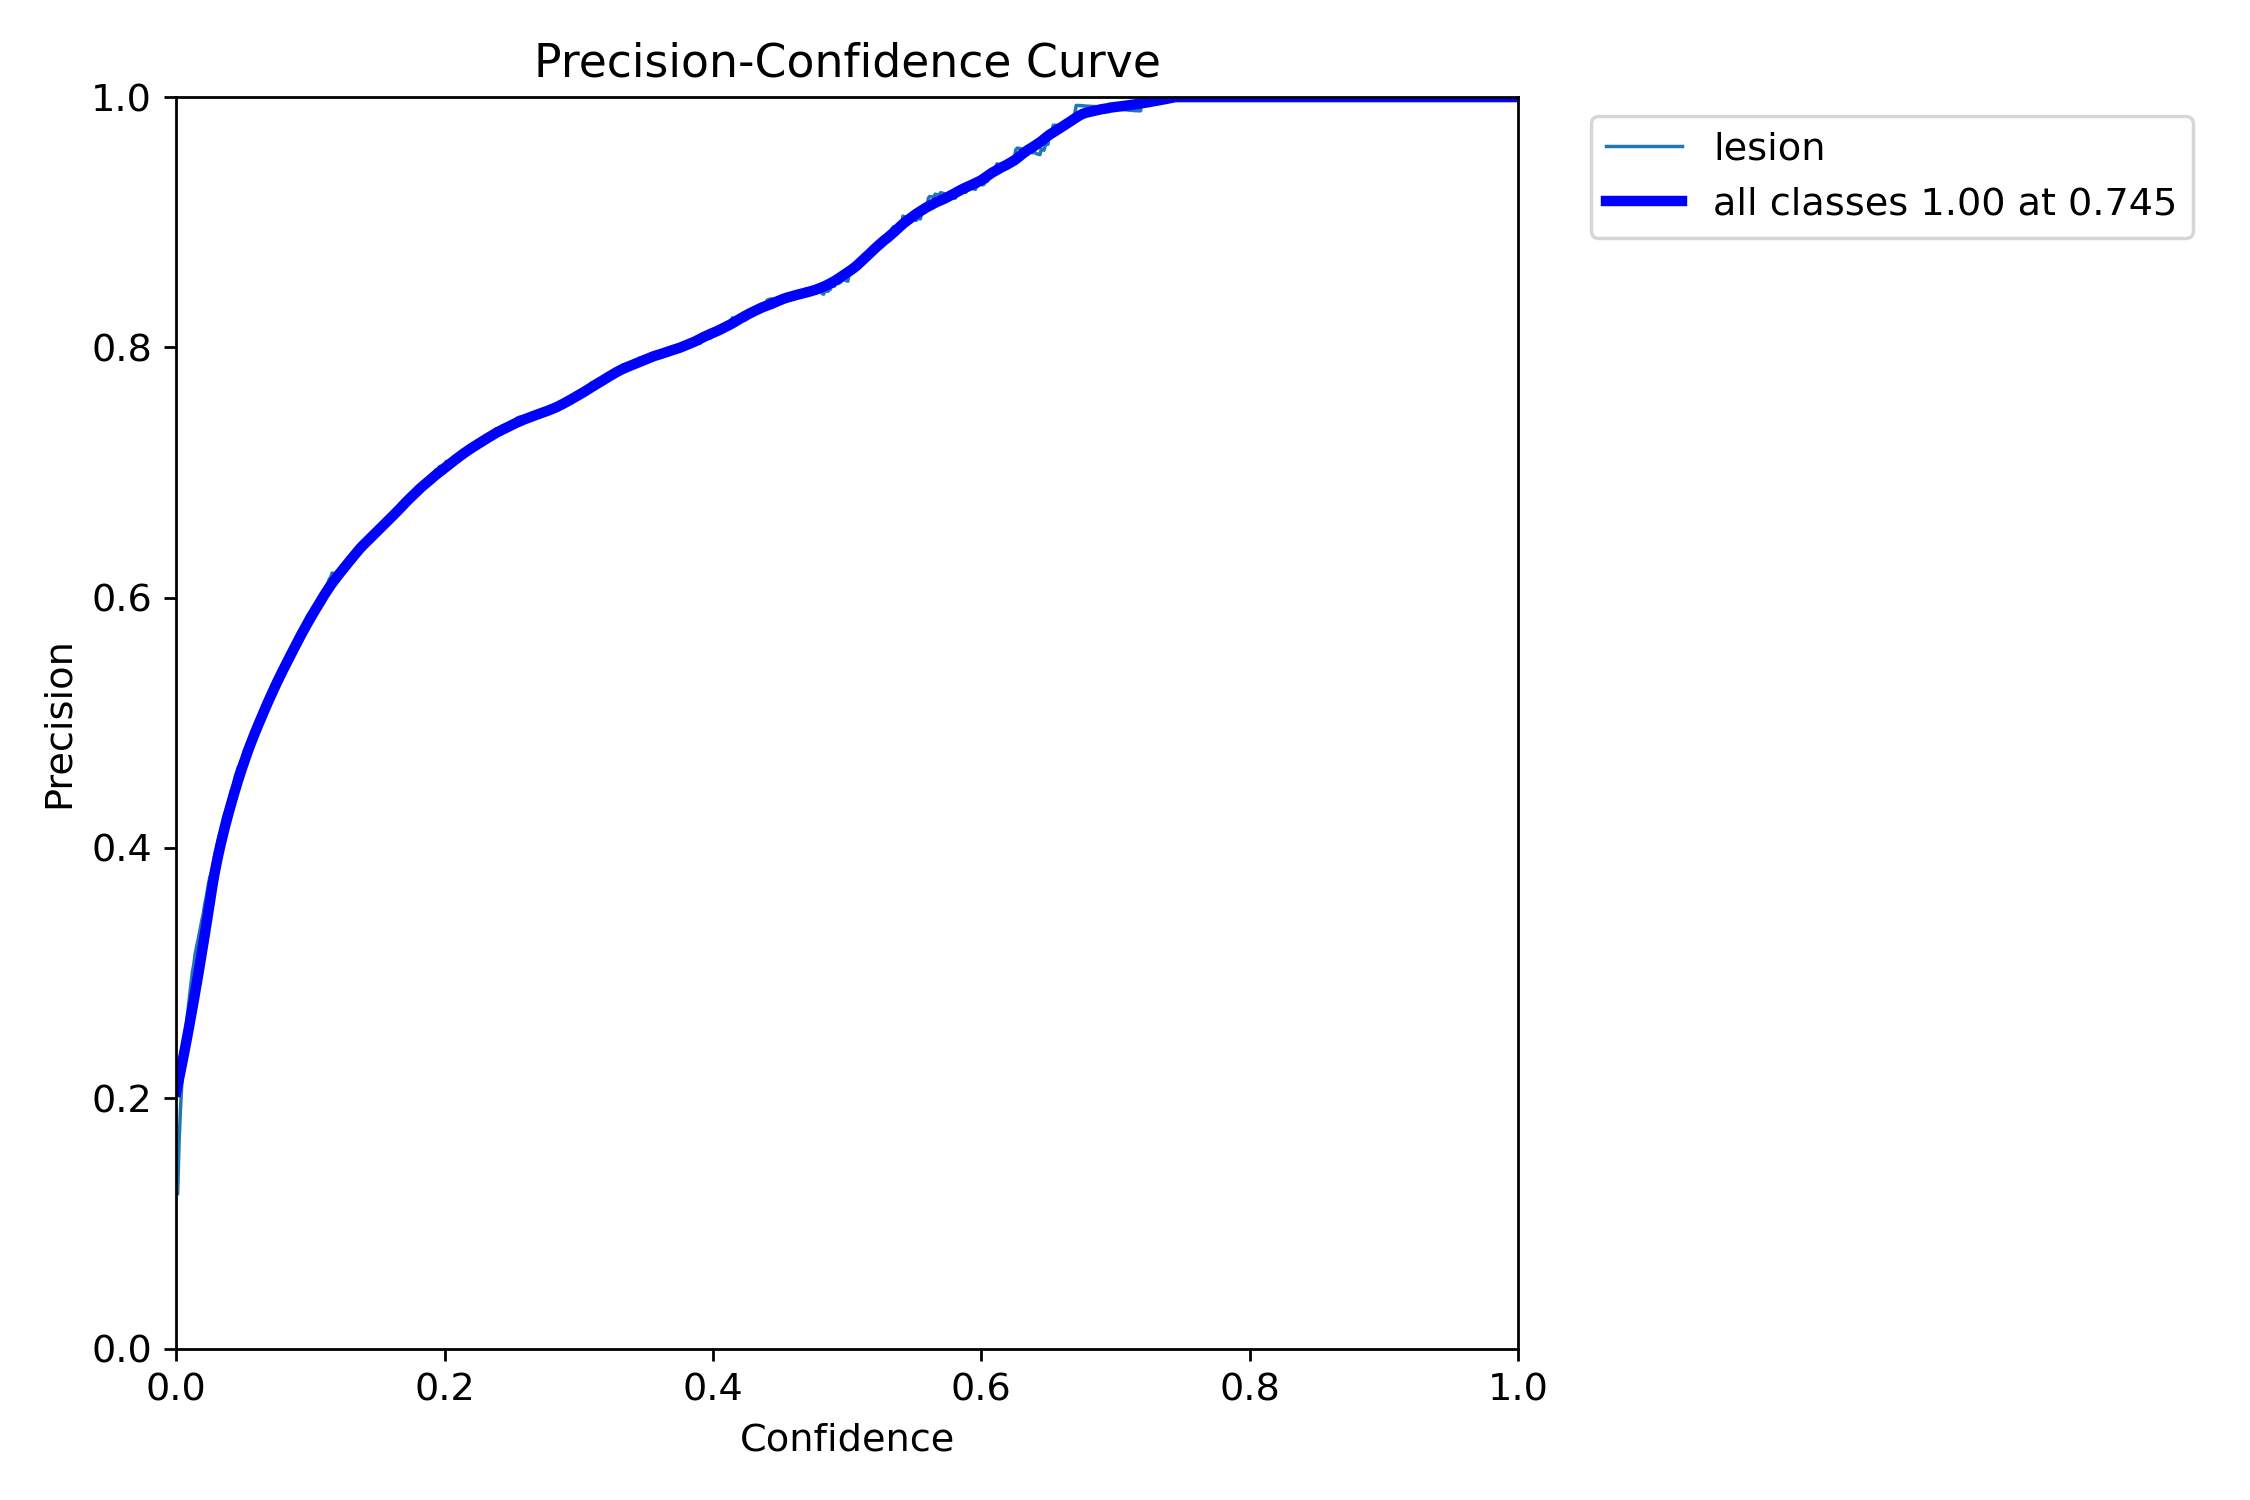 Precision-Confidence Curve
1.0
0.8
0.6
0.4
0.2
0.0
Precision
0.0 0.2 0.4 0.6 0.8 1.0
Confidence
lesion
all classes 1.00 at 0.745